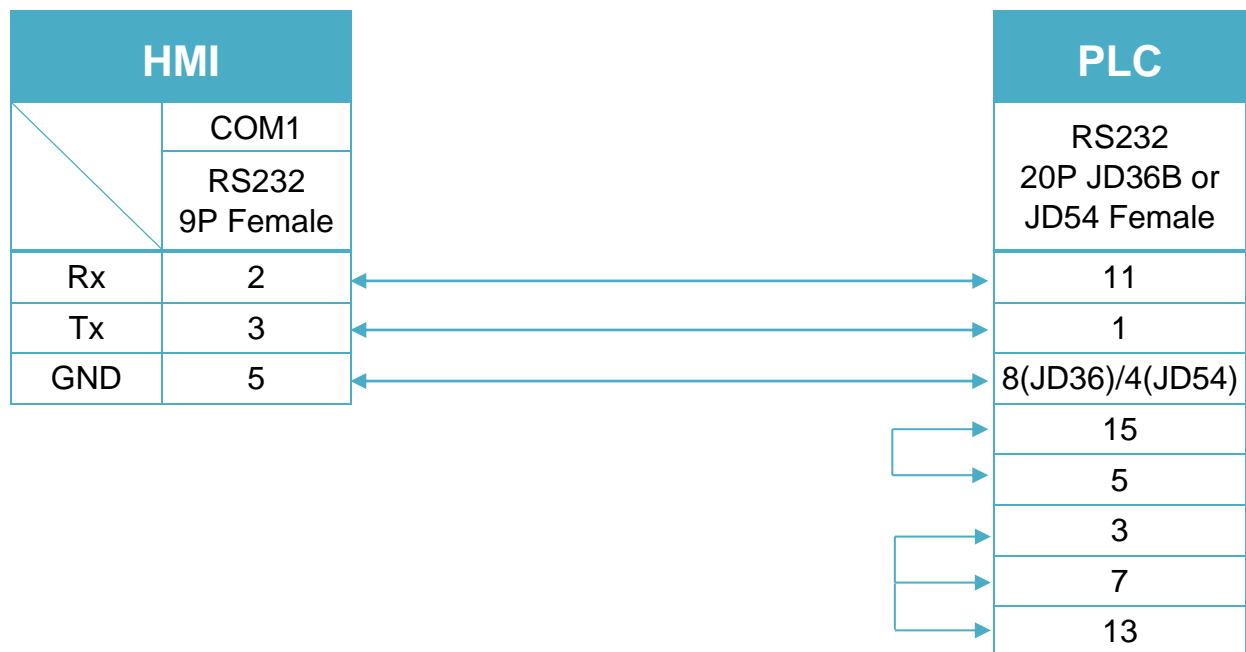 HMI
PLC
COM1
RS232
9P Female
RS232
20P JD36B or
JD54 Female
Rx 2 11
Tx 3 1
GND 5 8(JD36)/4(JD54)
15
5
3
7
13